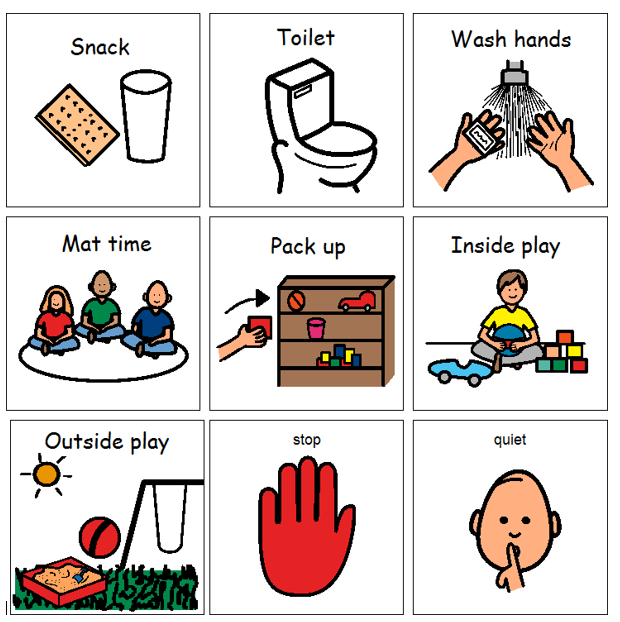 Snack
Toilet
Wash hands
Mat time
Pack up
Inside play
Outside play
stop
quiet